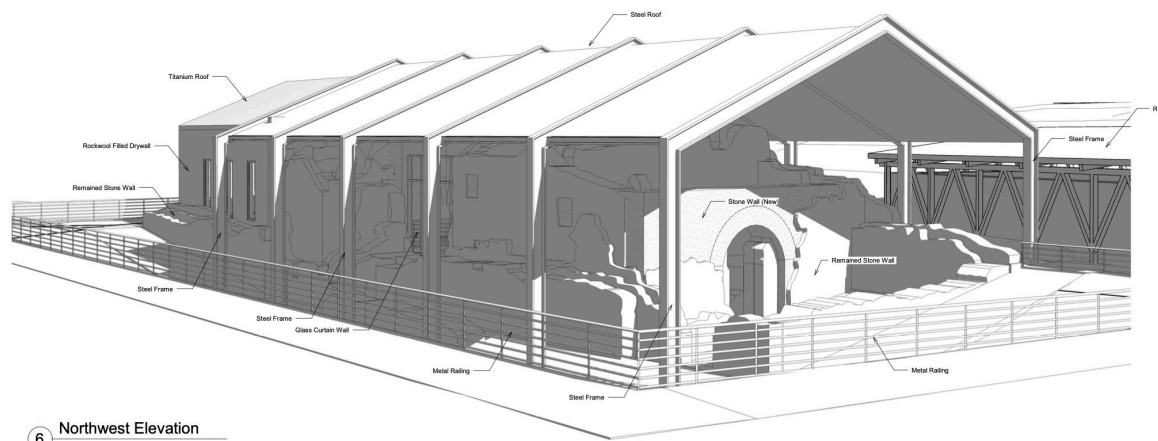 Steel Roof
Titanium Roof
R
Steel Frame
Rockwool Filled Drywall
Remained Stone Wall
Stone Wall (New)
Remained Stone Wall
Steel Frame
Steel Frame
Glass Curtain Wall
Metal Railing
Metal Railing
Steel Frame
6 Northwest Elevation